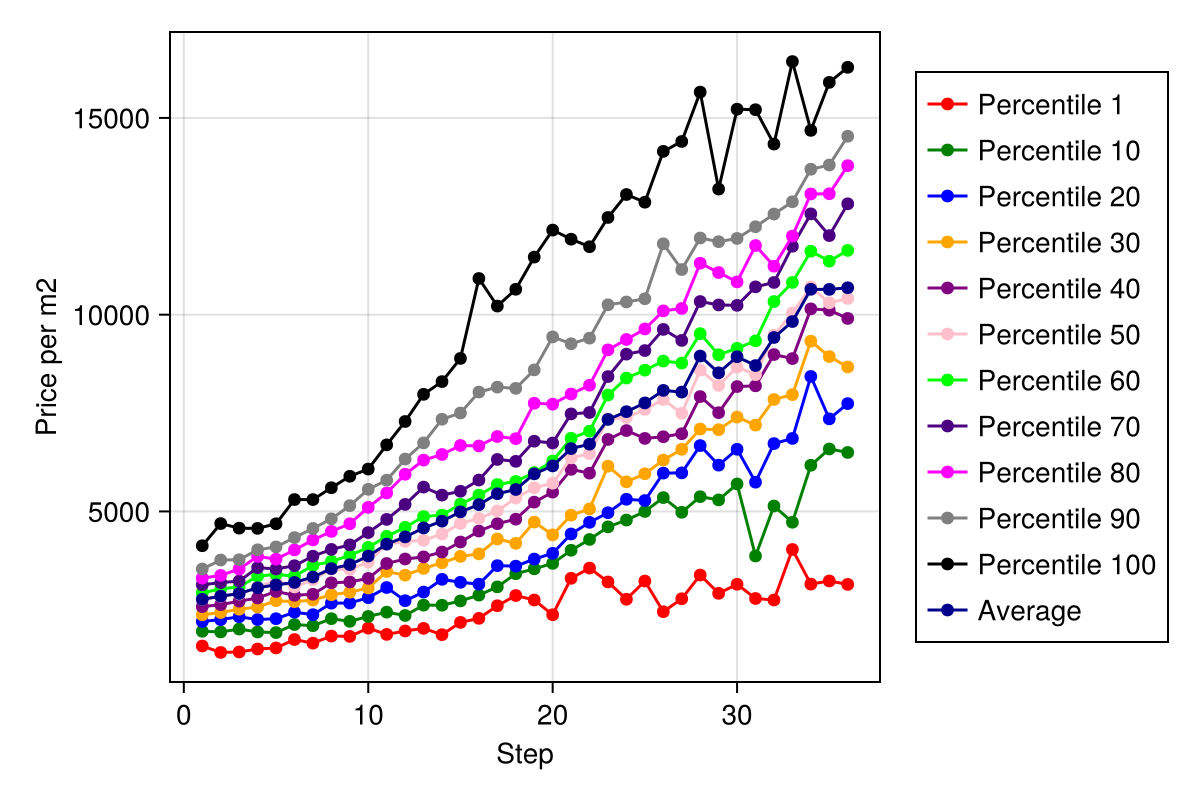 15000
10000
5000
Price per m2
0
10
20
30
Step
Percentile 1
Percentile 10
Percentile 20
Percentile 30
Percentile 40
Percentile 50
Percentile 60
Percentile 70
Percentile 80
Percentile 90
Percentile 100
Average